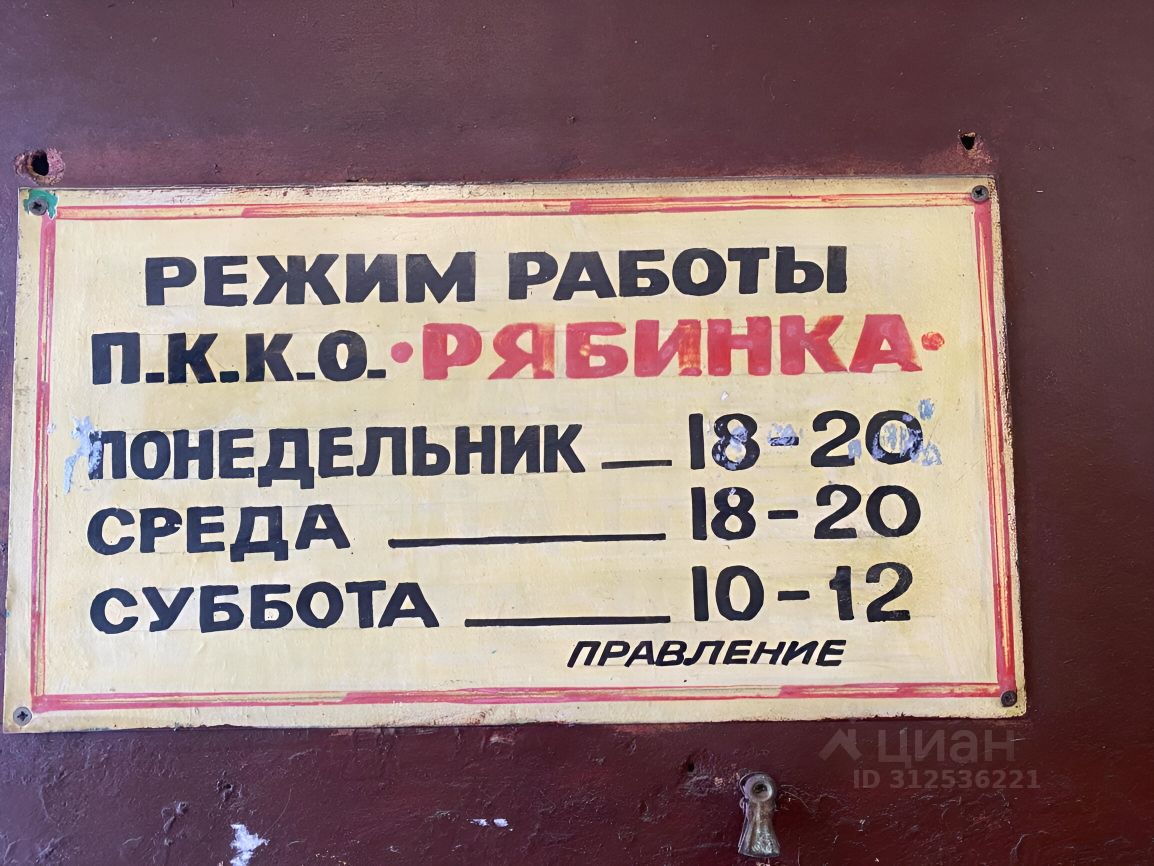 РЕЖИМ РАБОТЫ
П.К.К.О. •РЯБИНКА•
ПОНЕДЕЛЬНИК — 18-20
СРЕДА — 18-20
СУББОТА — 10-12
ПРАВЛЕНИЕ
циан
ID 312536221